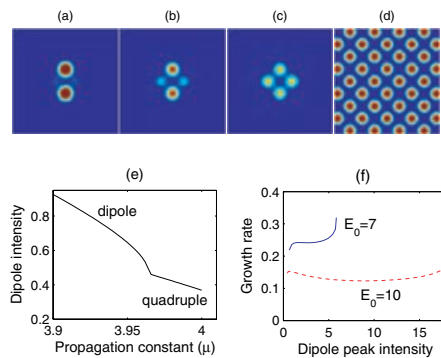 (a) (b) (c) (d)
(e)
Dipole intensity
0.8
0.6
0.4
0.2
dipole
quadruple
3.9 3.95 4
Propagation constant (μ)
(f)
Growth rate
0.4
0.3
0.2
0.1
0
E₀=7
E₀=10
0 5 10 15
Dipole peak intensity